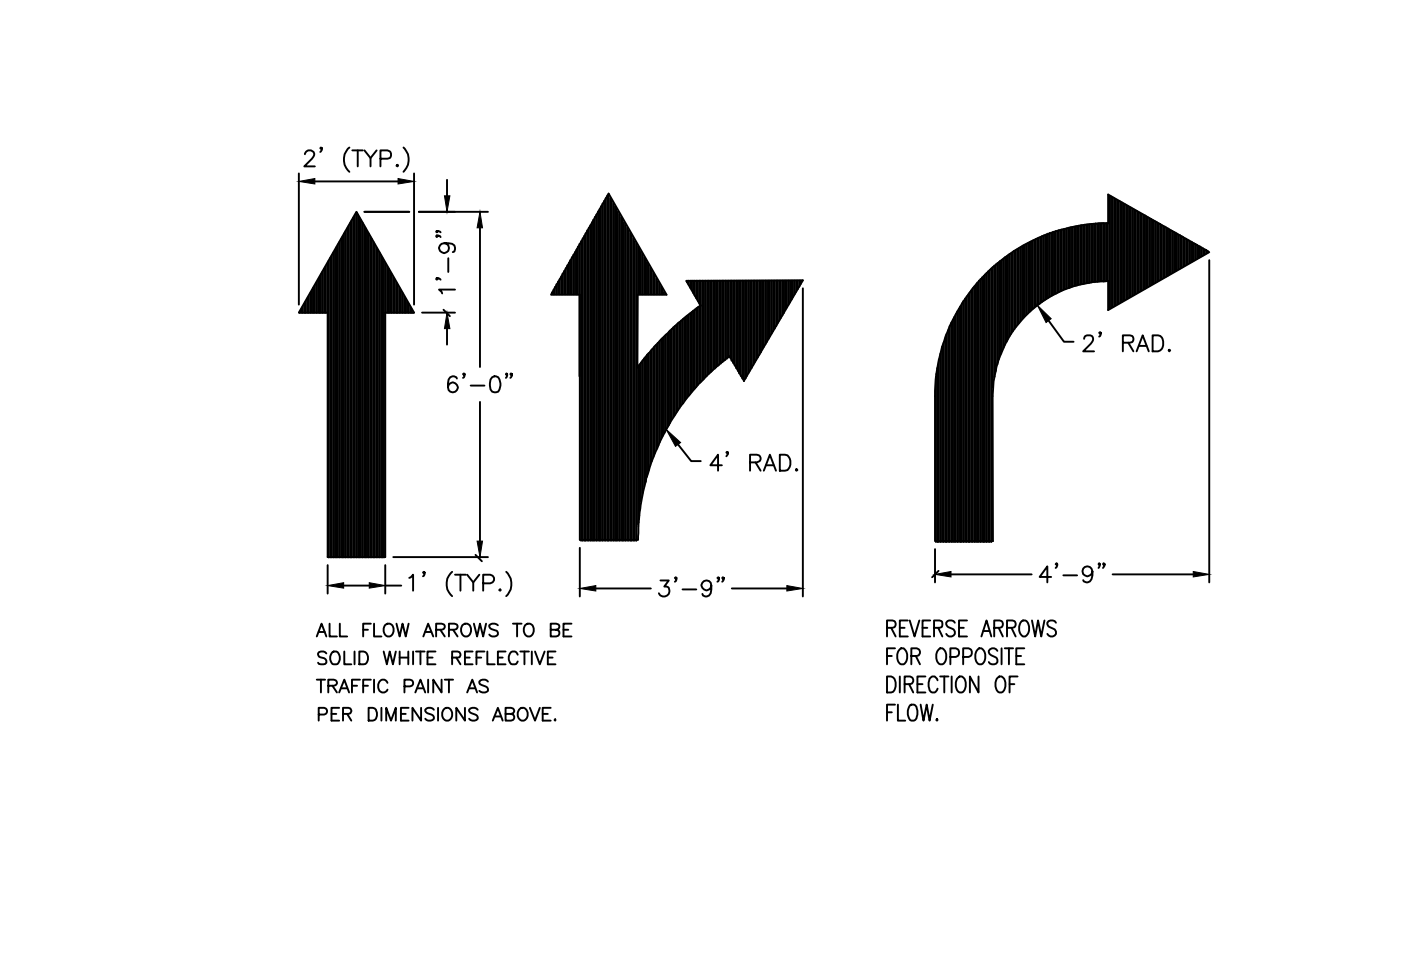 2' (TYP.)
1'-9"
6'-0"
1' (TYP.)
4' RAD.
3'-9"
2' RAD.
4'-9"
ALL FLOW ARROWS TO BE
SOLID WHITE REFLECTIVE
TRAFFIC PAINT AS
PER DIMENSIONS ABOVE.
REVERSE ARROWS
FOR OPPOSITE
DIRECTION OF
FLOW.